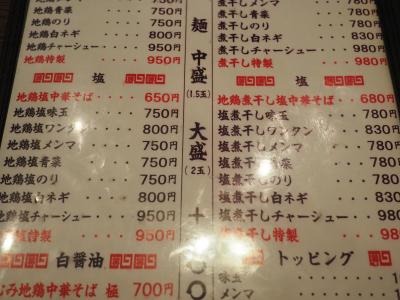 地鶏青菜・・・750円
地鶏のり・・・750円
地鶏白ネギ・・・800円
地鶏チャーシュー・・950円
地鶏特製・・・950円
塩
地鶏塩中華そば・・650円
地鶏塩味玉・・・750円
地鶏塩ワンタン・・800円
地鶏塩メンマ・・・750円
地鶏塩青菜・・・750円
地鶏塩のり・・・750円
地鶏塩白ネギ・・・800円
地鶏塩チャーシュー・・950円
塩特製・・・950円
白醤油
地鶏中華そば 極 700円
麺
中盛
(1.5玉)
大盛
(2玉)
煮干しメンマ・・・780円
煮干し青菜・・・780円
煮干しのり・・・780円
煮干し白ネギ・・・830円
煮干しチャーシュー・・980円
煮干し特製・・・980円
塩
地鶏煮干し塩中華そば・・680円
塩煮干し味玉・・・780円
塩煮干しワンタン・・830円
塩煮干しメンマ・・・780円
塩煮干し青菜・・・780円
塩煮干しのり・・・780円
塩煮干し白ネギ・・・830円
塩煮干しチャーシュー・・980円
塩煮干し特製・・・980円
トッピング
味玉
メンマ